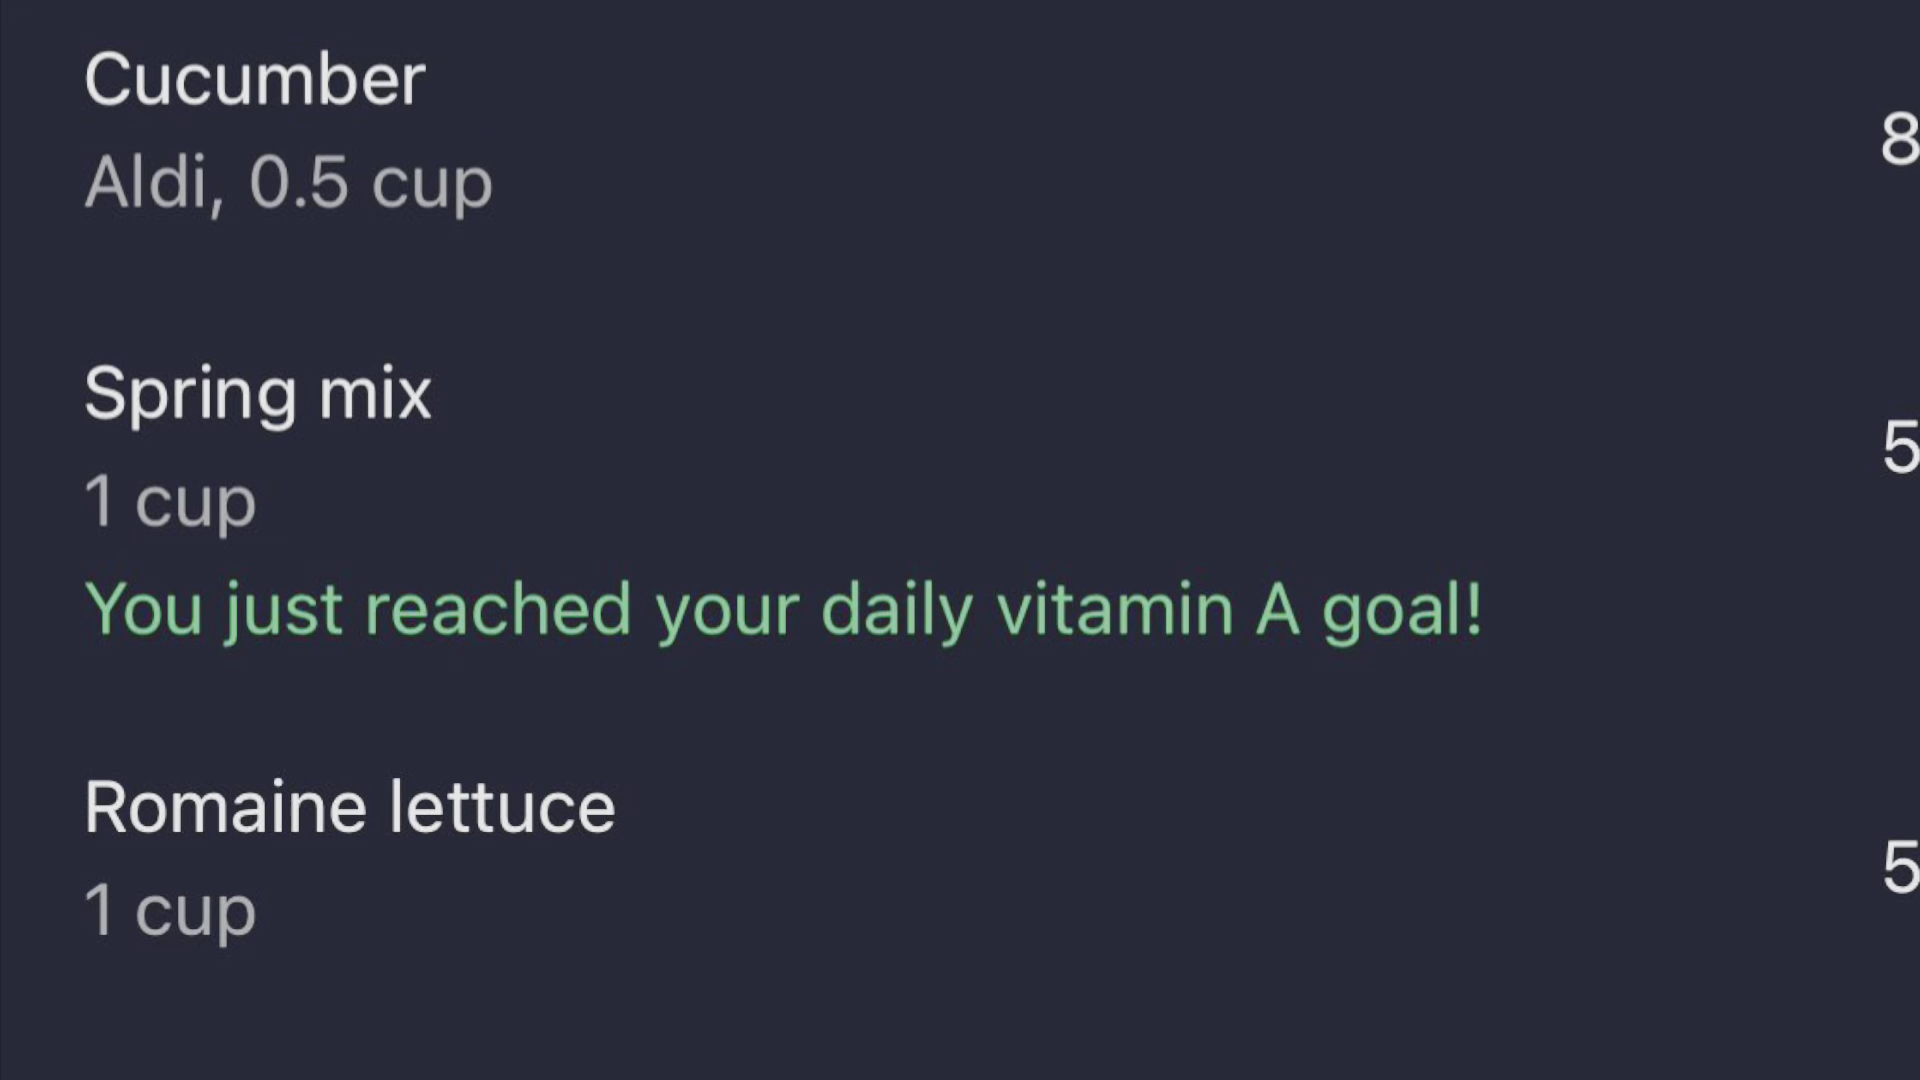 Cucumber
8
Aldi, 0.5 cup
Spring mix
5
1 cup
You just reached your daily vitamin A goal!
Romaine lettuce
5
1 cup